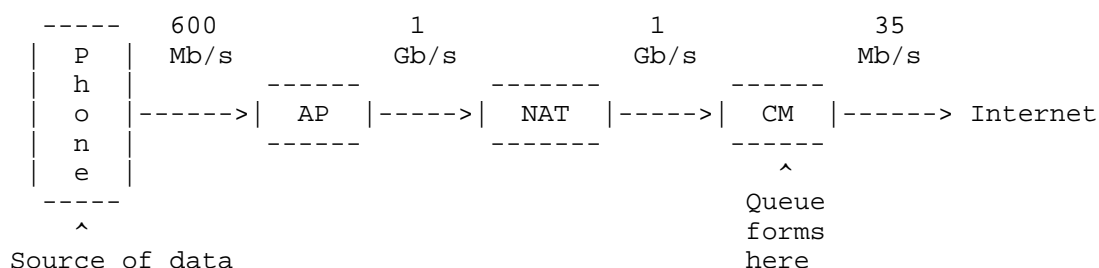 ----- 600 1 1 35
| P | Mb/s Gb/s Gb/s Mb/s
| h | ------ ------- ------
| o |------>| AP |----->| NAT |----->| CM |------> Internet
| n | ------ ------- ------
| e | ^
----- Queue
^ forms
Source of data here